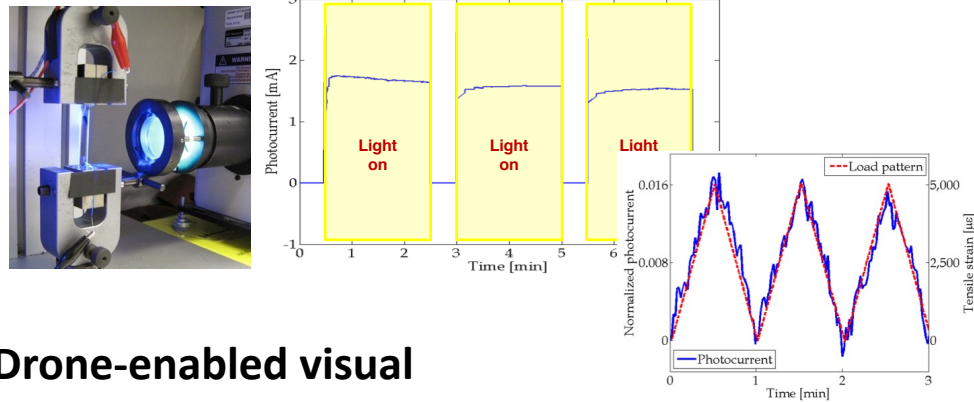 WARNING
3
2
1
0
-1
Photocurrent [mA]
Light
on
Light
on
Light
0
1
2
3
4
5
6
Time [min]
Load pattern
0.016
0.008
0
Normalized photocurrent
5,000
2,500
0
Tensile strain [με]
Photocurrent
0
1
2
3
Time [min]
Drone-enabled visual